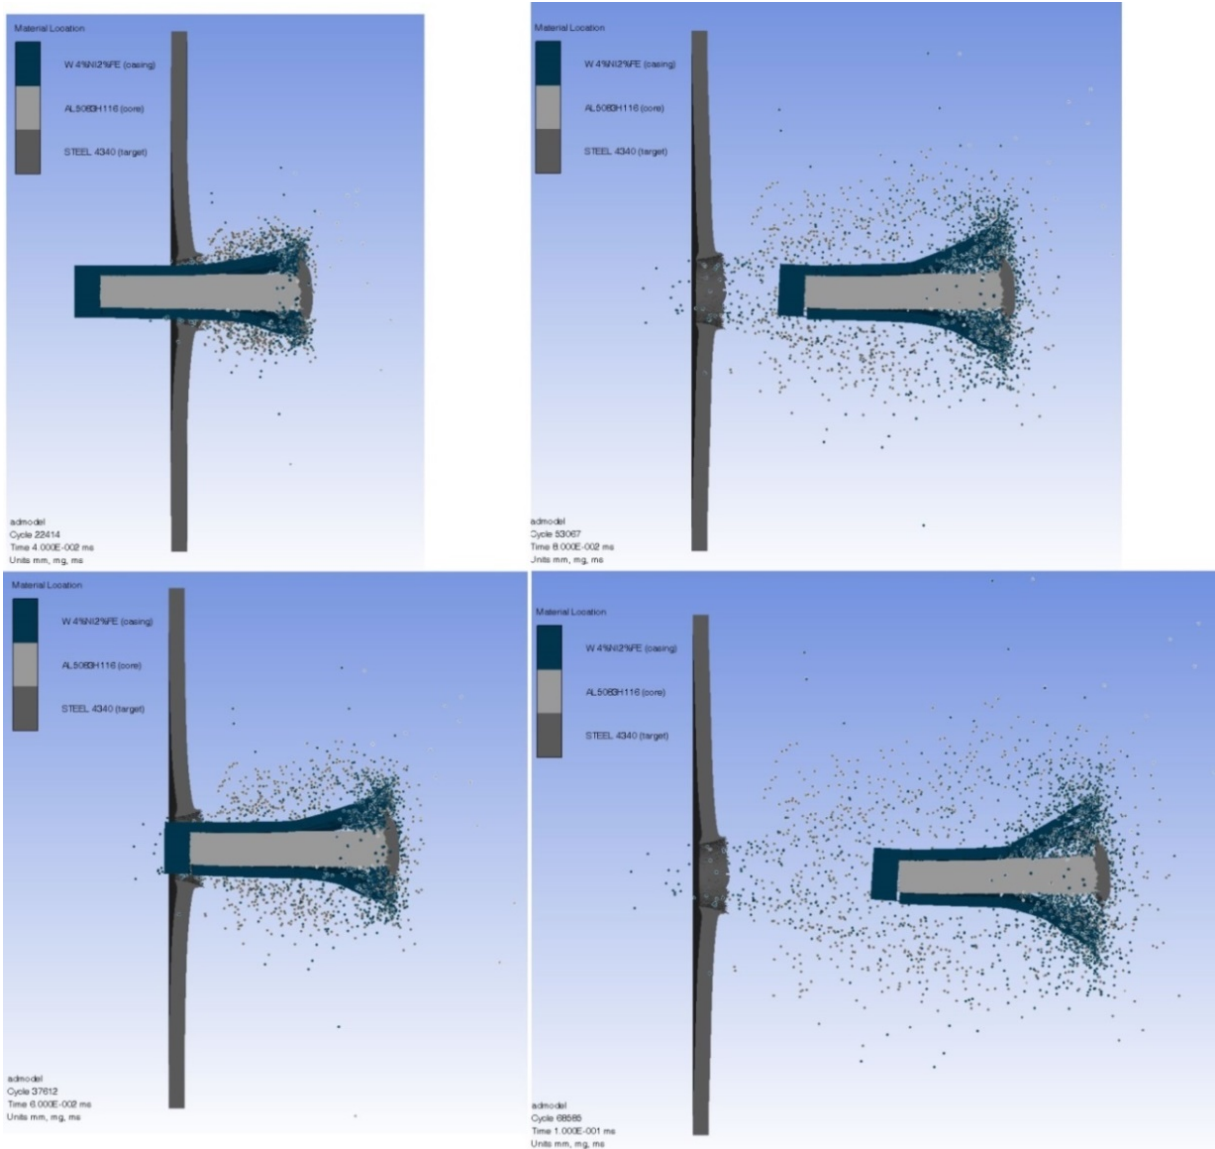 Material Location
W 4%NI2%FE (casing)
AL5083H116 (core)
STEEL 4340 (target)
admodel
Cycle 22414
Time 4.000E-002 ms
Units mm, mg, ms
Material Location
W 4%NI2%FE (casing)
AL5083H116 (core)
STEEL 4340 (target)
admodel
Cycle 53067
Time 8.000E-002 ms
Units mm, mg, ms
Material Location
W 4%NI2%FE (casing)
AL5083H116 (core)
STEEL 4340 (target)
admodel
Cycle 37612
Time 6.000E-002 ms
Units mm, mg, ms
Material Location
W 4%NI2%FE (casing)
AL5083H116 (core)
STEEL 4340 (target)
admodel
Cycle 68585
Time 1.000E-001 ms
Units mm, mg, ms